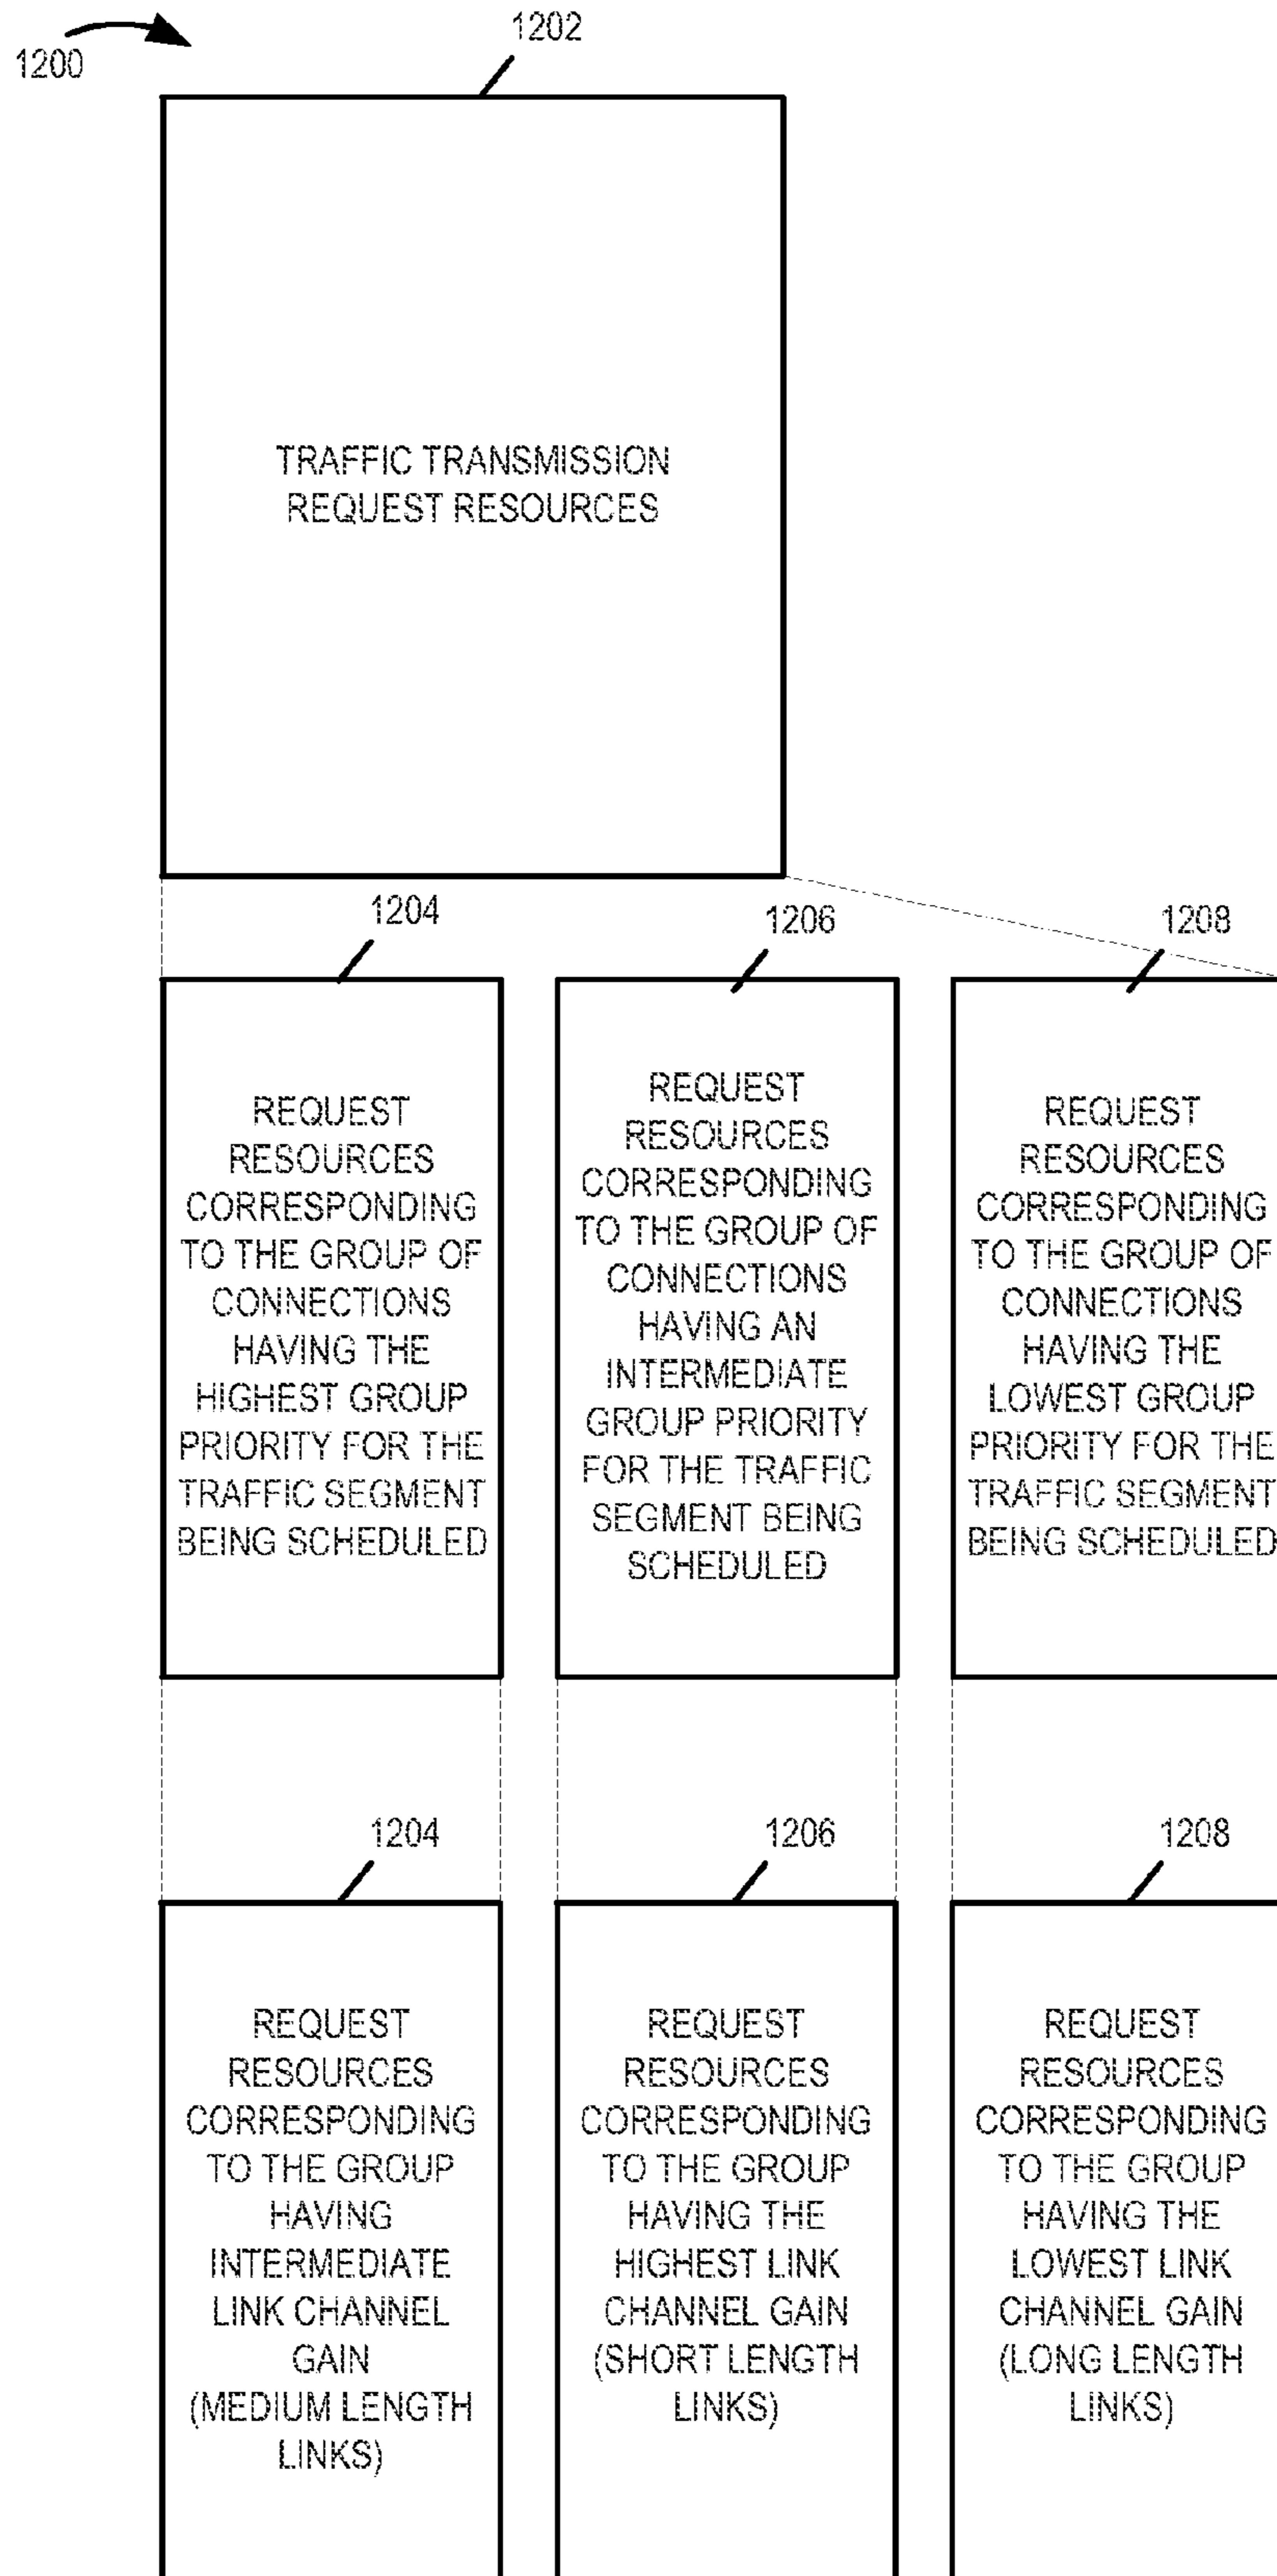 1200
1202
TRAFFIC TRANSMISSION
REQUEST RESOURCES
1204
REQUEST
RESOURCES
CORRESPONDING
TO THE GROUP OF
CONNECTIONS
HAVING THE
HIGHEST GROUP
PRIORITY FOR THE
TRAFFIC SEGMENT
BEING SCHEDULED
1206
REQUEST
RESOURCES
CORRESPONDING
TO THE GROUP OF
CONNECTIONS
HAVING AN
INTERMEDIATE
GROUP PRIORITY
FOR THE TRAFFIC
SEGMENT BEING
SCHEDULED
1208
REQUEST
RESOURCES
CORRESPONDING
TO THE GROUP OF
CONNECTIONS
HAVING THE
LOWEST GROUP
PRIORITY FOR THE
TRAFFIC SEGMENT
BEING SCHEDULED
1204
REQUEST
RESOURCES
CORRESPONDING
TO THE GROUP
HAVING
INTERMEDIATE
LINK CHANNEL
GAIN
(MEDIUM LENGTH
LINKS)
1206
REQUEST
RESOURCES
CORRESPONDING
TO THE GROUP
HAVING THE
HIGHEST LINK
CHANNEL GAIN
(SHORT LENGTH
LINKS)
1208
REQUEST
RESOURCES
CORRESPONDING
TO THE GROUP
HAVING THE
LOWEST LINK
CHANNEL GAIN
(LONG LENGTH
LINKS)